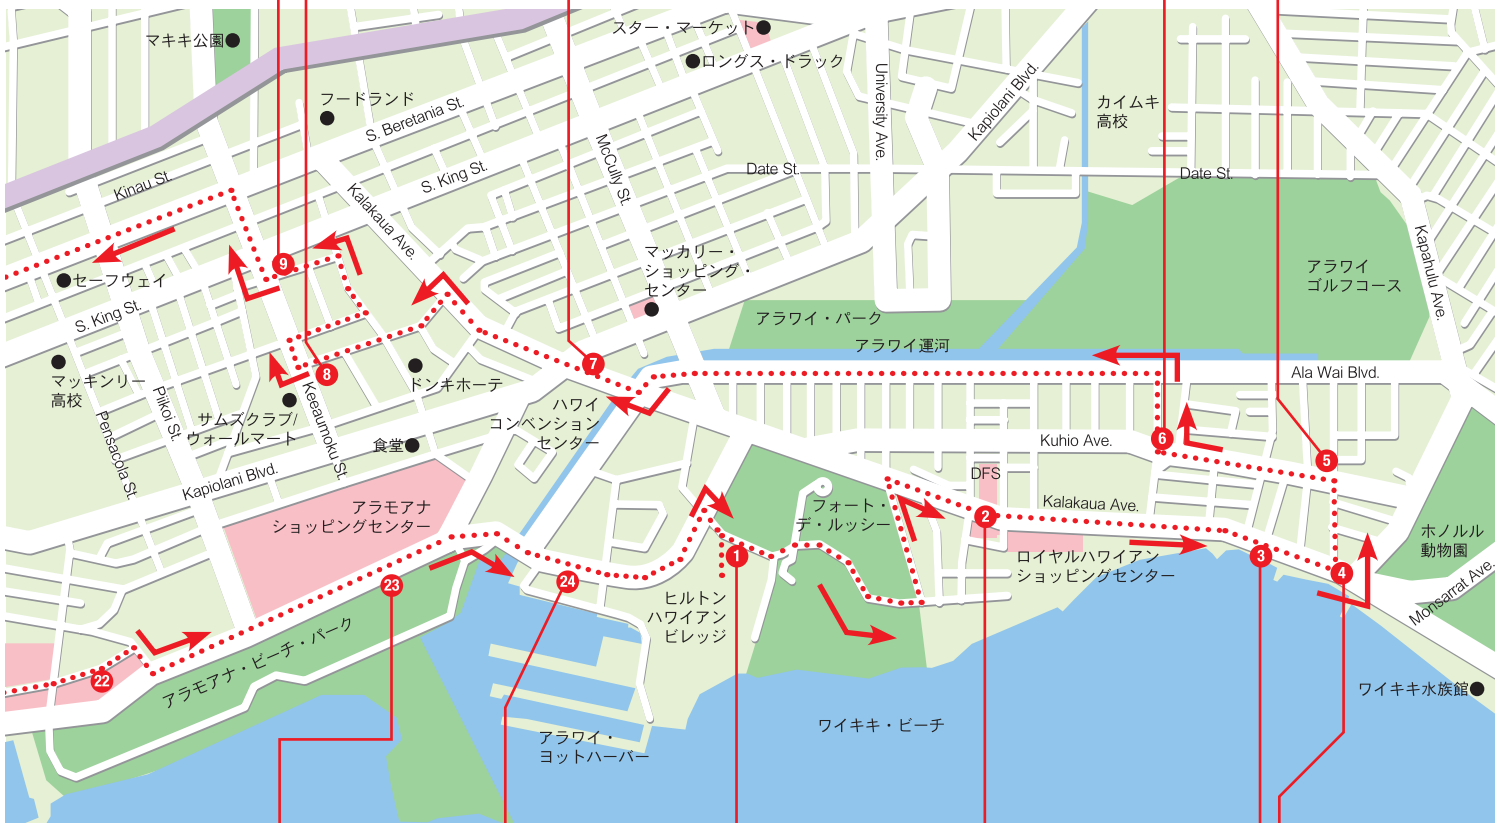 スター・マーケット
マキキ公園
ロングス・ドラック
フードランド
S. Beretania St.
University Ave.
Kapiolani Blvd.
カイムキ
高校
McCully St.
Date St.
Date St.
Kinau St.
S. King St.
Kalakaua Ave.
マッカリー・
ショッピング・
センター
Kapahulu Ave.
アラワイ
ゴルフコース
9
セーフウェイ
S. King St.
アラワイ・パーク
アラワイ運河
7
8
マッキンリー
高校
ドンキホーテ
Ala Wai Blvd.
Pensacola St.
Piikoi St.
Keeaumoku St.
サムズクラブ/
ウォールマート
ハワイ
コンベンション
センター
食堂
Kuhio Ave.
6
5
Kapiolani Blvd.
DFS
アラモアナ
ショッピングセンター
フォート・
デ・ルッシー
Kalakaua Ave.
2
ホノルル
動物園
1
ロイヤルハワイアン
ショッピングセンター
3
4
23
24
ヒルトン
ハワイアン
ビレッジ
Monsarrat Ave.
22
アラモアナ・ビーチ・パーク
ワイキキ水族館
ワイキキ・ビーチ
アラワイ・
ヨットハーバー